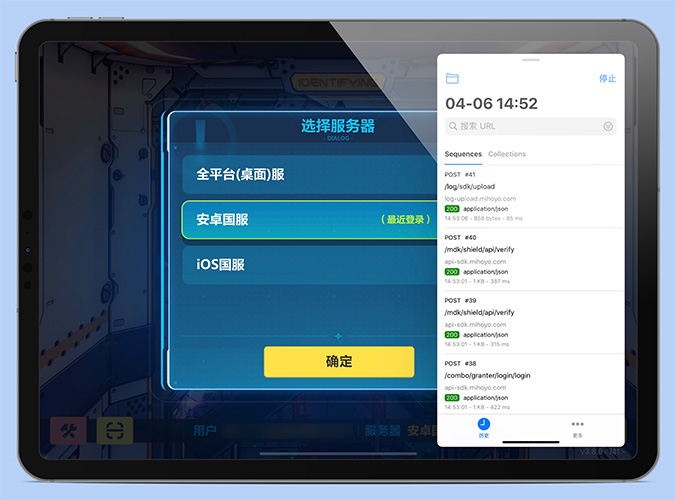 IDENTIFYING
选择服务器
- DIALOG -
全平台(桌面)服
安卓国服
(最近登录)
iOS国服
确定
用户
服务器
安卓国
停止
04-06 14:52
搜索 URL
Sequences
Collections
POST #41
/log/sdk/upload
log-upload.mihoyo.com
200 application/json
14:53:06 - 858 bytes - 85 ms
POST #40
/mdk/shield/api/verify
api-sdk.mihoyo.com
200 application/json
14:53:01 - 1 KB - 387 ms
POST #39
/mdk/shield/api/verify
api-sdk.mihoyo.com
200 application/json
14:53:01 - 1 KB - 315 ms
POST #38
/combo/granter/login/login
api-sdk.mihoyo.com
200 application/json
14:53:01 - 1 KB - 422 ms
历史
更多